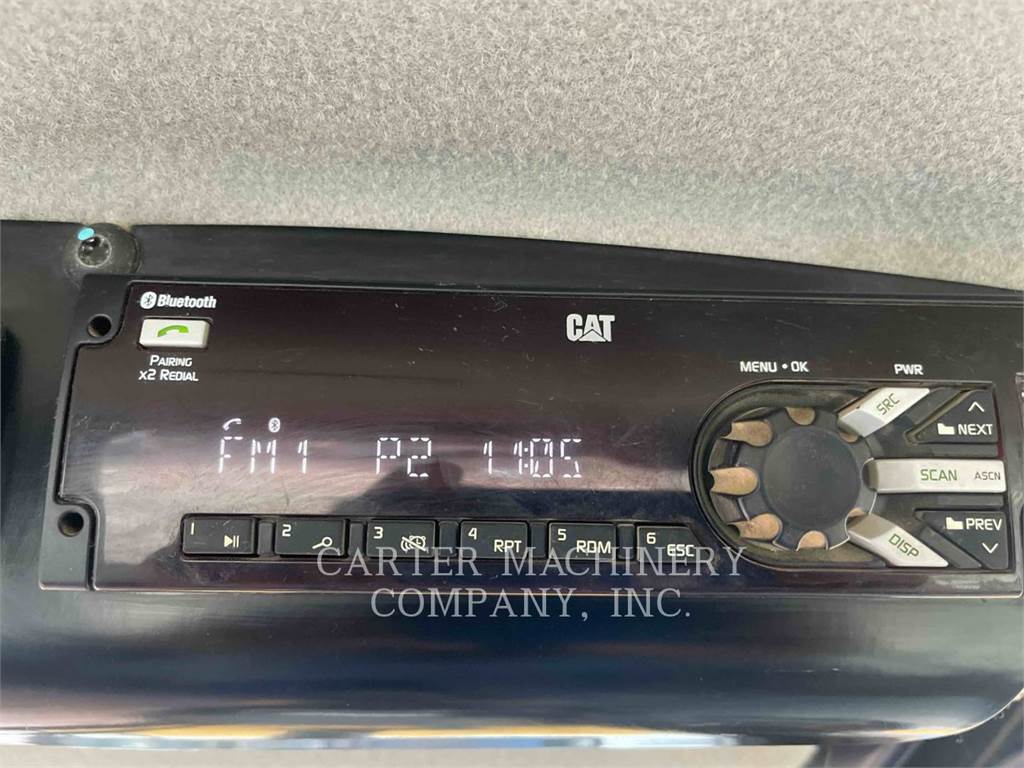 Bluetooth
CAT
PAIRING
x2 REDIAL
MENU • OK
PWR
SRC
NEXT
FM1 P2 11:05
SCAN ASCN
PREV
DISP
1 2 3 4 RPT 5 RDM 6 ESC
CARTER MACHINERY
COMPANY, INC.